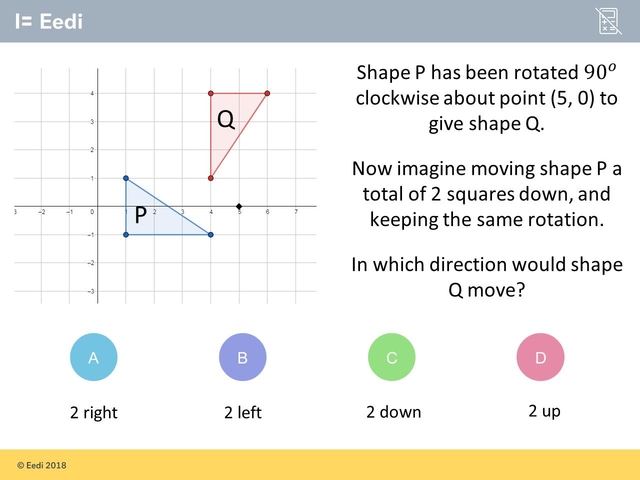 I= Eedi
Shape P has been rotated 90°
clockwise about point (5, 0) to
give shape Q.
Now imagine moving shape P a
total of 2 squares down, and
keeping the same rotation.
In which direction would shape
Q move?
4
3
2
1
3 −2 −1 0 1 2 3 4 5 6 7
−1
−2
−3
Q
P
A
B
C
D
2 right
2 left
2 down
2 up
© Eedi 2018